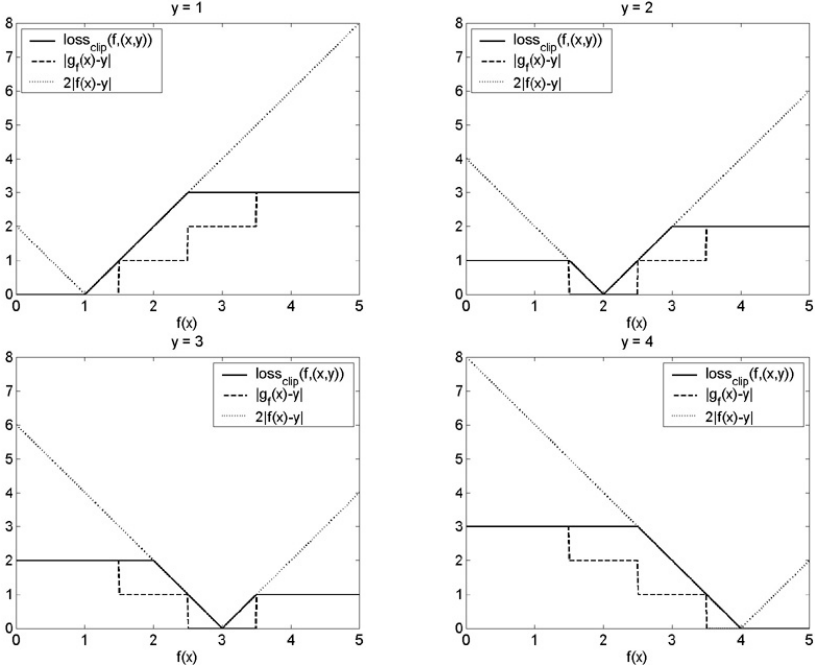 y = 1
8
7
6
5
4
3
2
1
0
0 1 2 3 4 5
f(x)
loss_clip(f,(x,y))
|g_f(x)-y|
2|f(x)-y|
y = 2
8
7
6
5
4
3
2
1
0
0 1 2 3 4 5
f(x)
loss_clip(f,(x,y))
|g_f(x)-y|
2|f(x)-y|
y = 3
8
7
6
5
4
3
2
1
0
0 1 2 3 4 5
f(x)
loss_clip(f,(x,y))
|g_f(x)-y|
2|f(x)-y|
y = 4
8
7
6
5
4
3
2
1
0
0 1 2 3 4 5
f(x)
loss_clip(f,(x,y))
|g_f(x)-y|
2|f(x)-y|